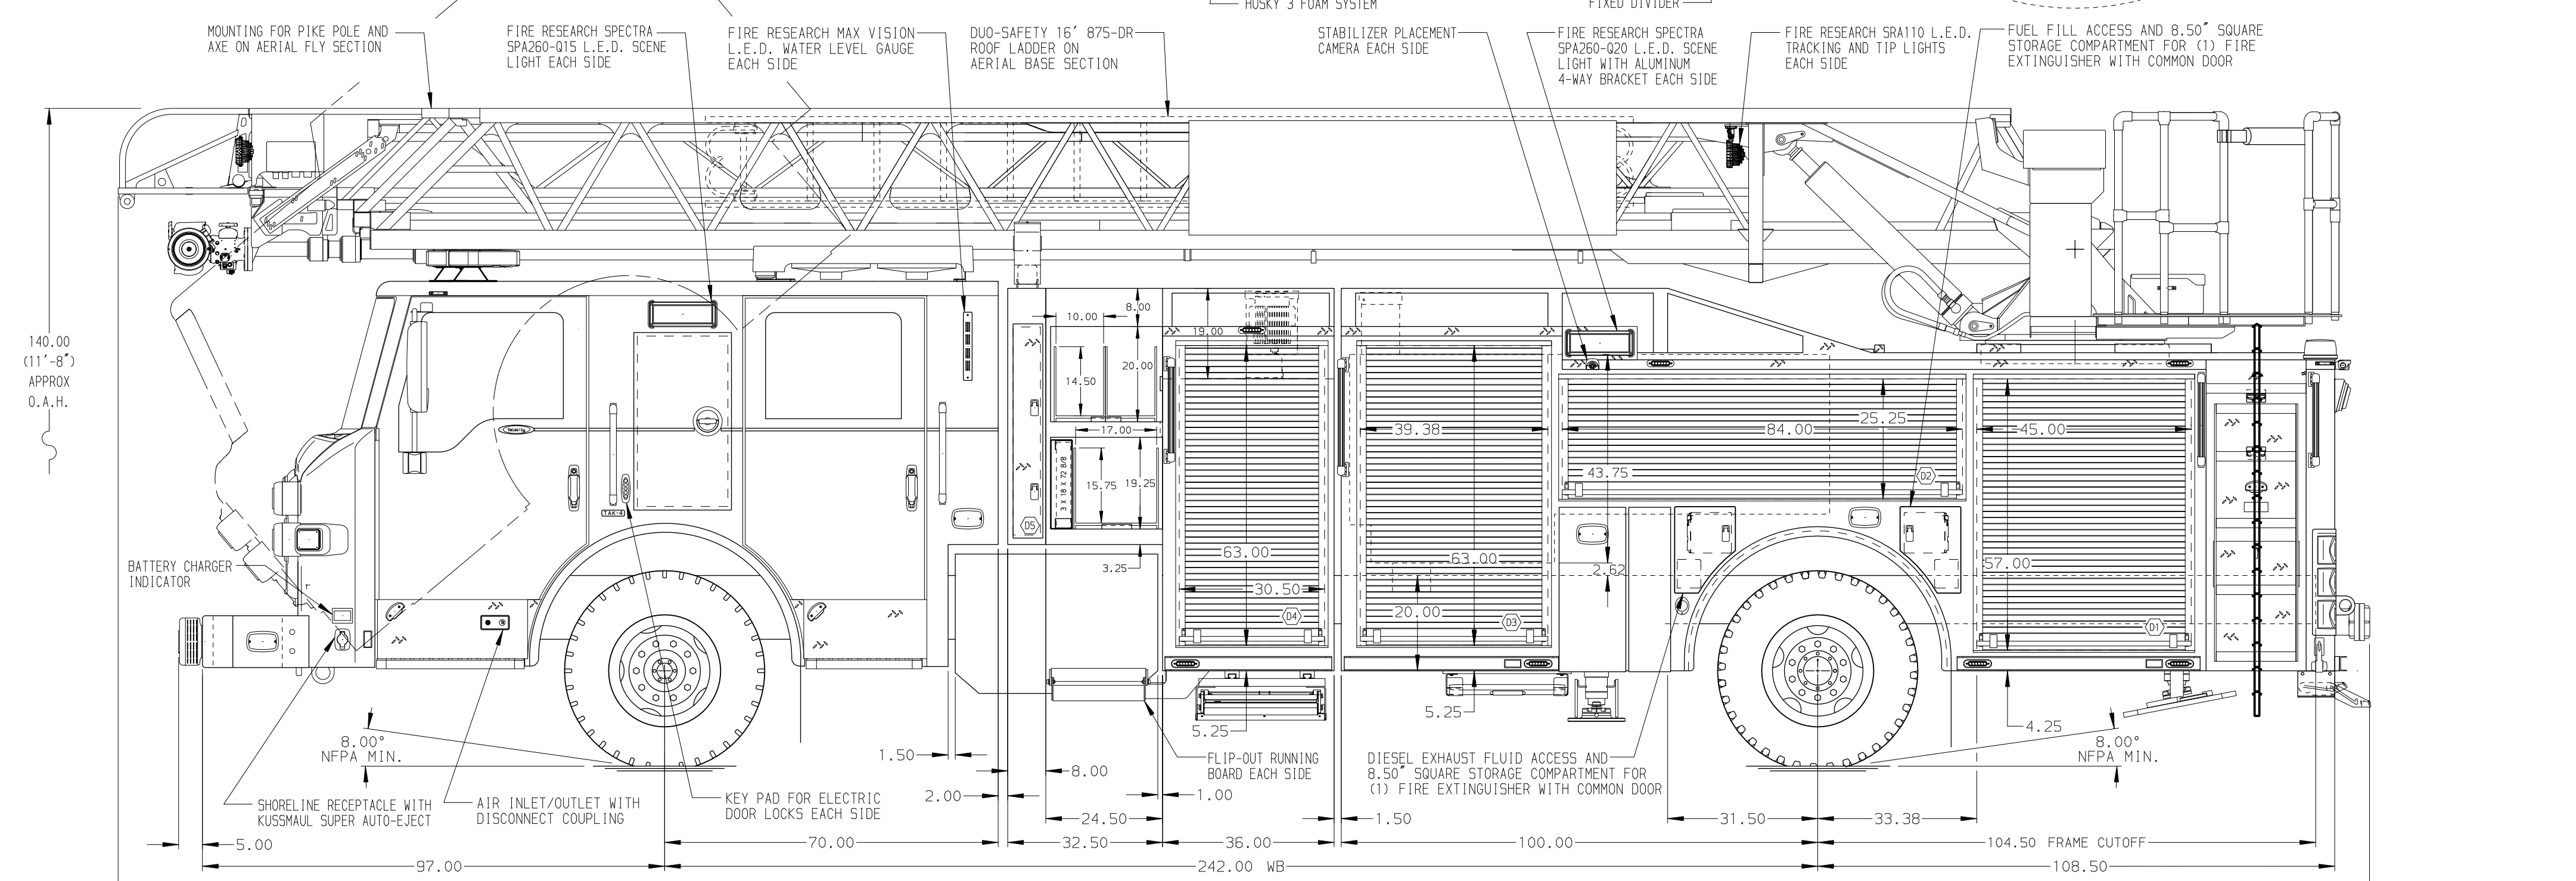 HUSKY 3 FOAM SYSTEM
FIXED DIVIDER
MOUNTING FOR PIKE POLE AND
AXE ON AERIAL FLY SECTION
FIRE RESEARCH SPECTRA
SPA260-Q15 L.E.D. SCENE
LIGHT EACH SIDE
FIRE RESEARCH MAX VISION
L.E.D. WATER LEVEL GAUGE
EACH SIDE
DUO-SAFETY 16' 875-DR
ROOF LADDER ON
AERIAL BASE SECTION
STABILIZER PLACEMENT
CAMERA EACH SIDE
FIRE RESEARCH SPECTRA
SPA260-Q20 L.E.D. SCENE
LIGHT WITH ALUMINUM
4-WAY BRACKET EACH SIDE
FIRE RESEARCH SRA110 L.E.D.
TRACKING AND TIP LIGHTS
EACH SIDE
FUEL FILL ACCESS AND 8.50" SQUARE
STORAGE COMPARTMENT FOR (1) FIRE
EXTINGUISHER WITH COMMON DOOR
140.00
(11'-8")
APPROX
O.A.H.
8.00
10.00
19.00
20.00
14.50
17.00
15.75
19.25
3 X 18 X 72 B/B
3.25
39.38
84.00
25.25
45.00
43.75
63.00
30.50
63.00
20.00
2.62
57.00
Velocity
TAK-4
D5
D4
D3
D2
D1
BATTERY CHARGER
INDICATOR
8.00°
NFPA MIN.
SHORELINE RECEPTACLE WITH
KUSSMAUL SUPER AUTO-EJECT
AIR INLET/OUTLET WITH
DISCONNECT COUPLING
KEY PAD FOR ELECTRIC
DOOR LOCKS EACH SIDE
1.50
2.00
8.00
1.00
5.25
FLIP-OUT RUNNING
BOARD EACH SIDE
5.25
DIESEL EXHAUST FLUID ACCESS AND
8.50" SQUARE STORAGE COMPARTMENT FOR
(1) FIRE EXTINGUISHER WITH COMMON DOOR
4.25
8.00°
NFPA MIN.
24.50
1.50
31.50
33.38
5.00
70.00
32.50
36.00
100.00
104.50 FRAME CUTOFF
97.00
242.00 WB
108.50